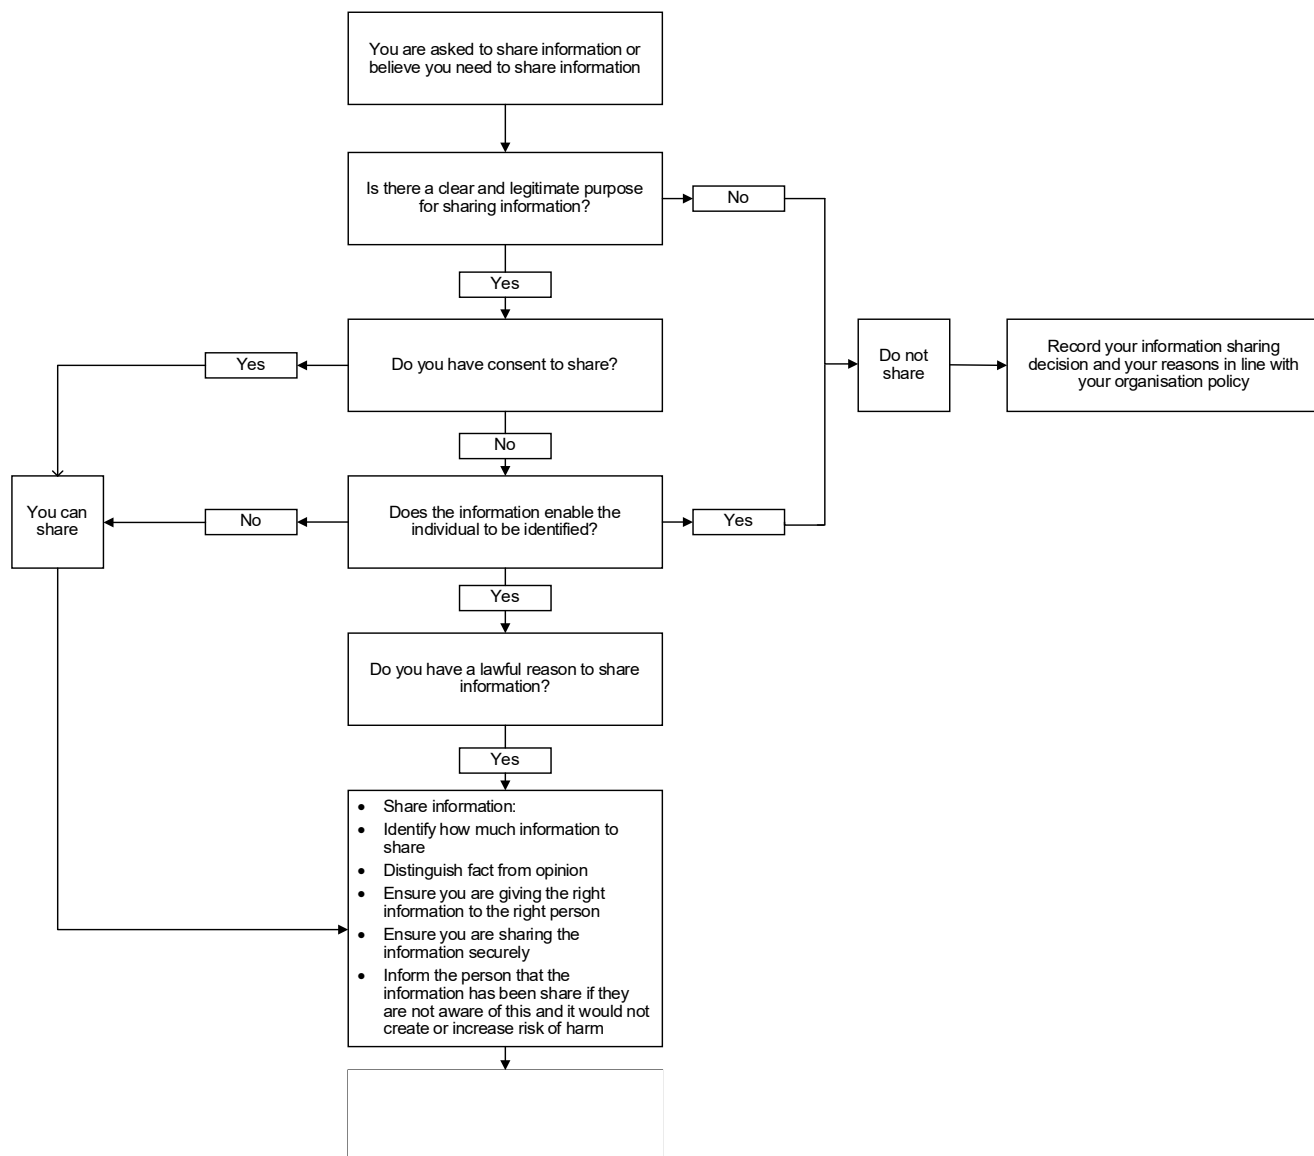 You are asked to share information or
believe you need to share information
Is there a clear and legitimate purpose
for sharing information?
No
Yes
Do you have consent to share?
Yes
Do not
share
Record your information sharing
decision and your reasons in line with
your organisation policy
No
You can
share
No
Does the information enable the
individual to be identified?
Yes
Yes
Do you have a lawful reason to share
information?
Yes
• Share information:
• Identify how much information to
share
• Distinguish fact from opinion
• Ensure you are giving the right
information to the right person
• Ensure you are sharing the
information securely
• Inform the person that the
information has been share if they
are not aware of this and it would not
create or increase risk of harm